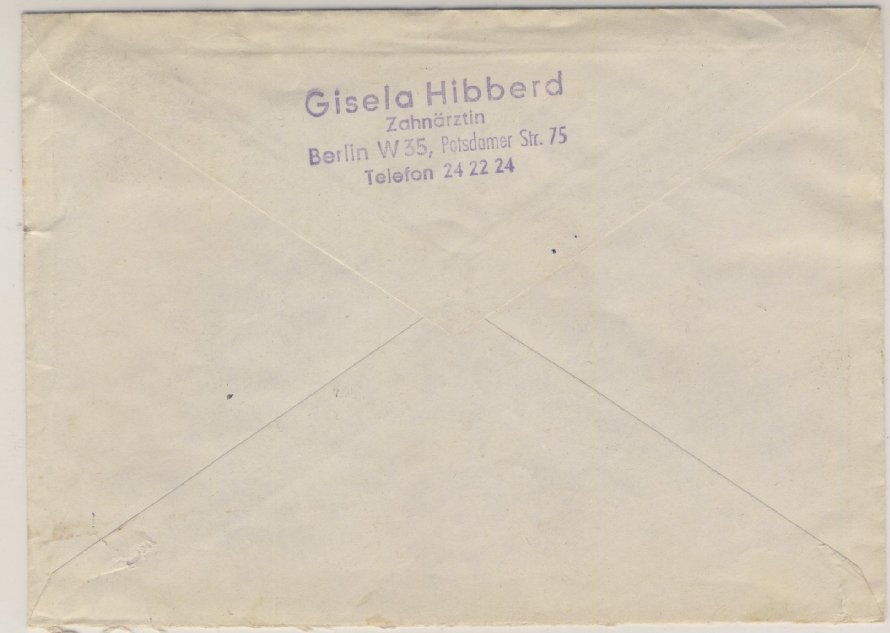 Gisela Hibberd
Zahnärztin
Berlin W 35, Potsdamer Str. 75
Telefon 24 22 24